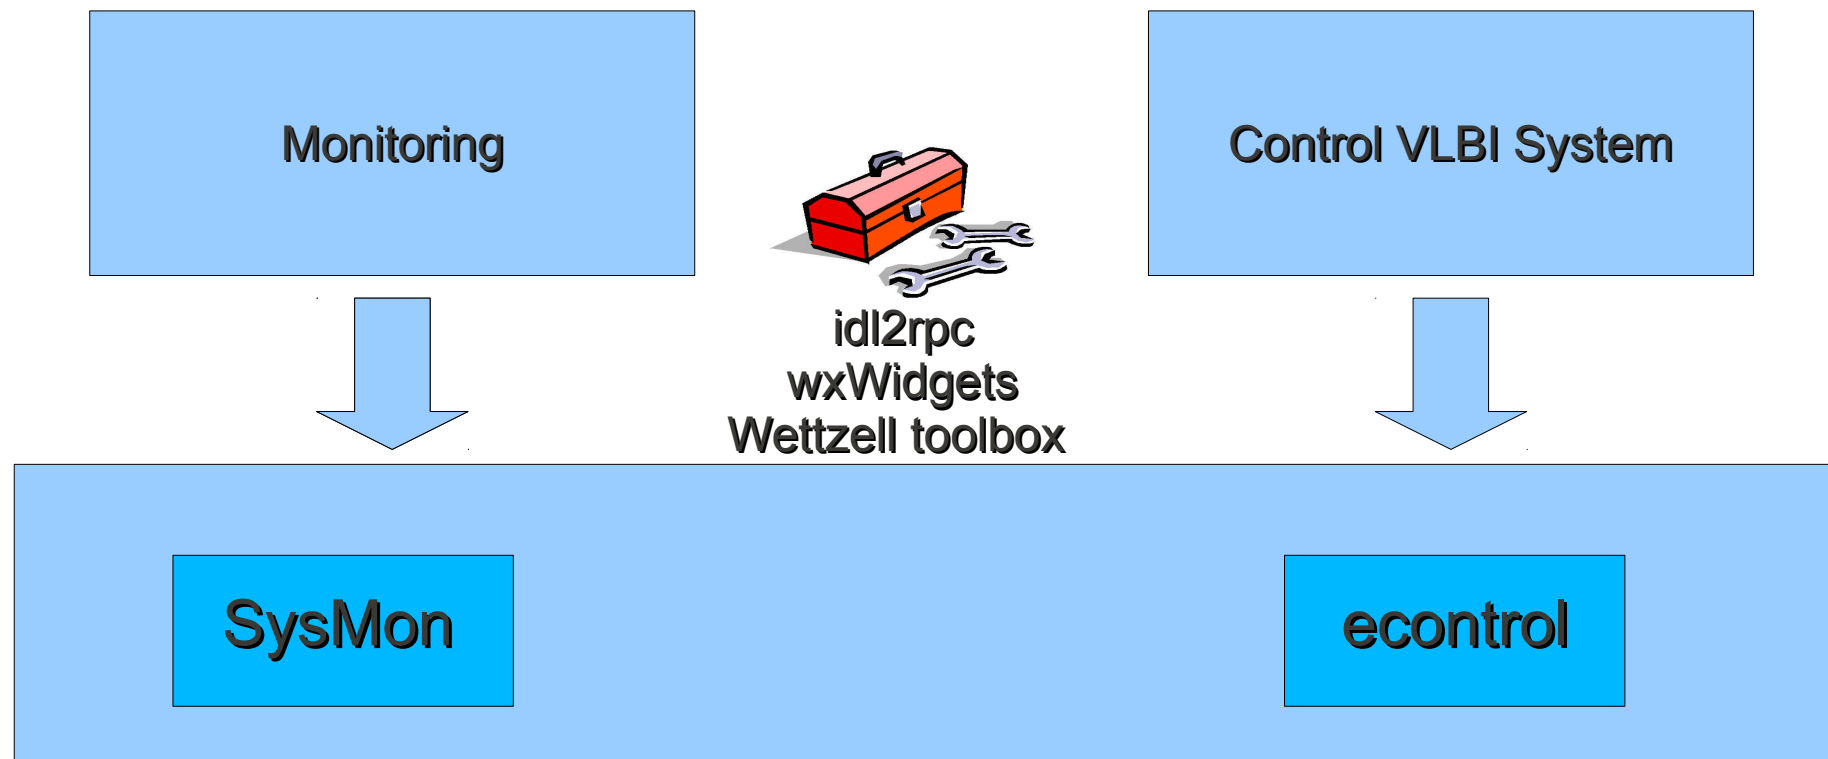 Monitoring
Control VLBI System
idl2rpc
wxWidgets
Wettzell toolbox
SysMon
econtrol